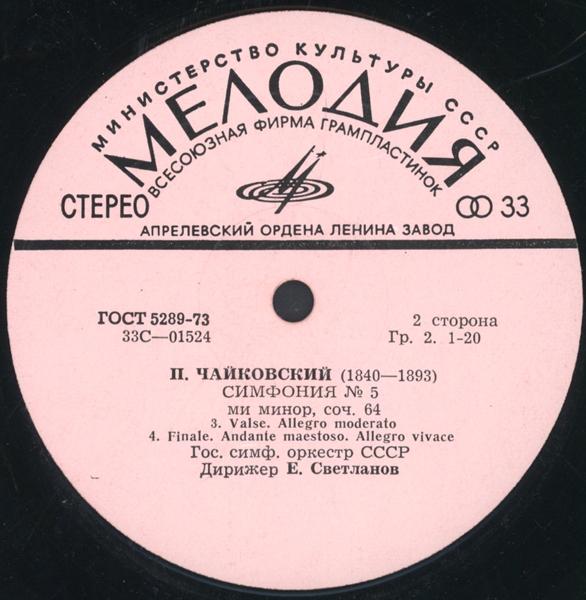 МИНИСТЕРСТВО КУЛЬТУРЫ СССР
МЕЛОДИЯ
ВСЕСОЮЗНАЯ ФИРМА ГРАМПЛАСТИНОК
СТЕРЕО
33
АПРЕЛЕВСКИЙ ОРДЕНА ЛЕНИНА ЗАВОД
ГОСТ 5289-73
2 сторона
33С—01524
Гр. 2. 1-20
П. ЧАЙКОВСКИЙ (1840—1893)
СИМФОНИЯ № 5
ми минор, соч. 64
3. Valse. Allegro moderato
4. Finale. Andante maestoso. Allegro vivace
Гос. симф. оркестр СССР
Дирижер Е. Светланов